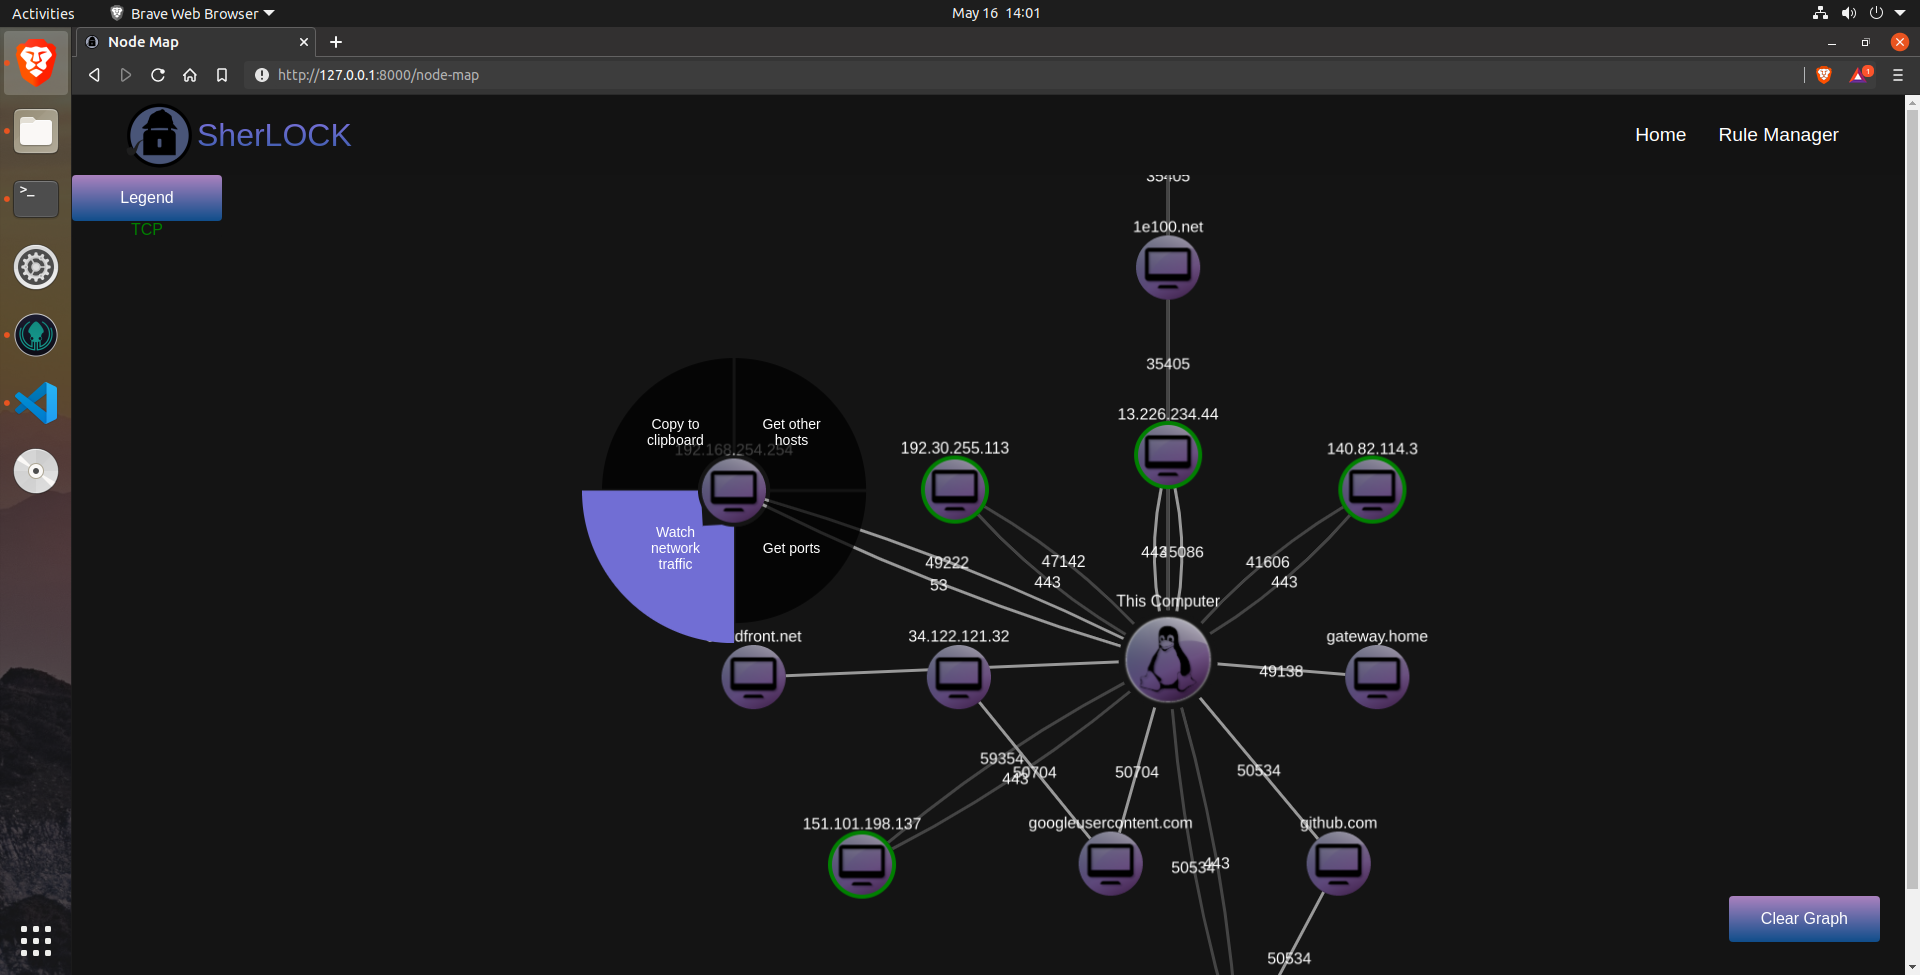 Activities
Brave Web Browser
May 16 14:01
Node Map
1
http://127.0.0.1:8000/node-map
SherLOCK
Home
Rule Manager
Legend
TCP
35405
1e100.net
35405
13.226.234.44
Copy to
clipboard
Get other
hosts
192.168.254.254
192.30.255.113
140.82.114.3
Watch
network
traffic
Get ports
49222
53
47142
443
443
45086
41606
443
This Computer
dfront.net
34.122.121.32
gateway.home
49138
59354
443
50704
50704
50534
151.101.198.137
googleusercontent.com
github.com
50534
443
Clear Graph
50534